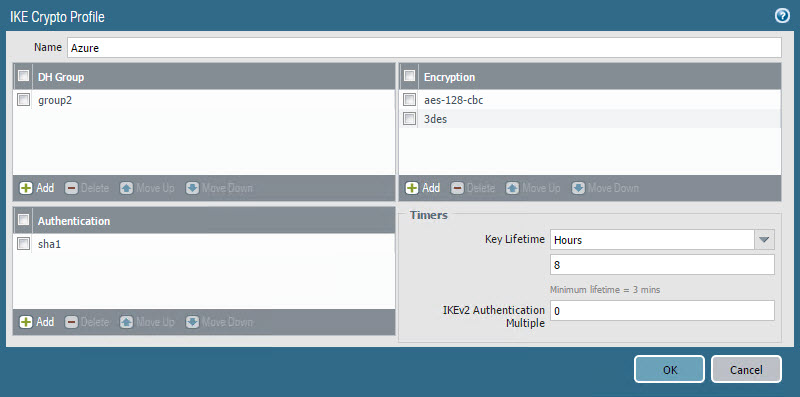 IKE Crypto Profile
Name Azure
DH Group
group2
Add Delete Move Up Move Down
Encryption
aes-128-cbc
3des
Add Delete Move Up Move Down
Authentication
sha1
Add Delete Move Up Move Down
Timers
Key Lifetime Hours
8
Minimum lifetime = 3 mins
IKEv2 Authentication 0
Multiple
OK Cancel